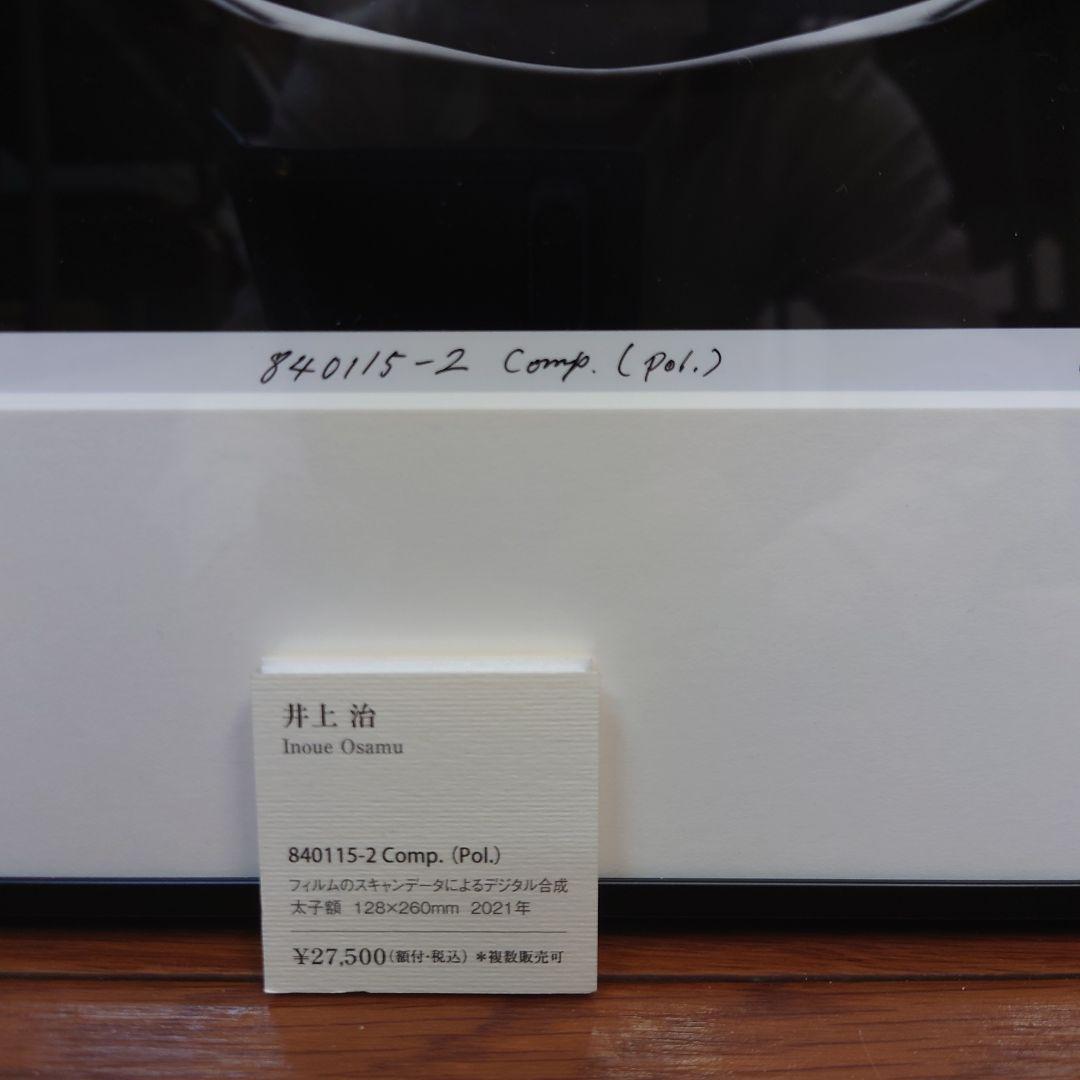 840115-2 Comp. (Pol.)
井上 治
Inoue Osamu
840115-2 Comp. (Pol.)
フィルムのスキャンデータによるデジタル合成
太子額 128×260mm 2021年
¥27,500(額付・税込) *複数販売可